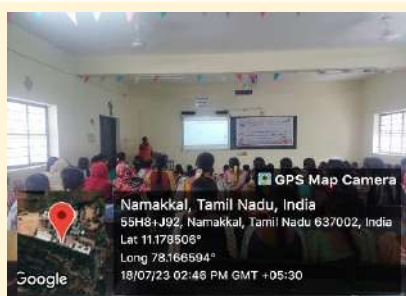 GPS Map Camera
Namakkal, Tamil Nadu, India
55H8+J92, Namakkal, Tamil Nadu 637002, India
Lat 11.178506°
Long 78.166594°
18/07/23 02:46 PM GMT +05:30
Google